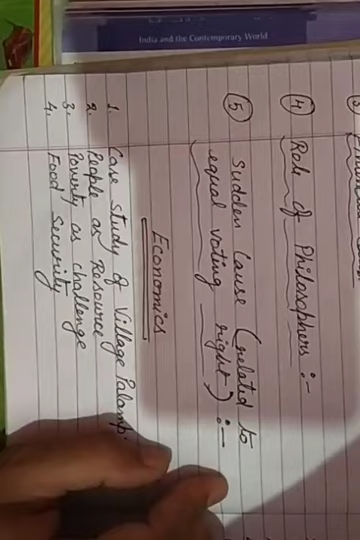 India and the Contemporary World
(4) Role of Philosophers :-
(5) Sudden Cause (related to
equal voting right) :-
Economics
1. Case Study of Village Palamp
2. People as Resource
3. Poverty as challenge
4. Food Security